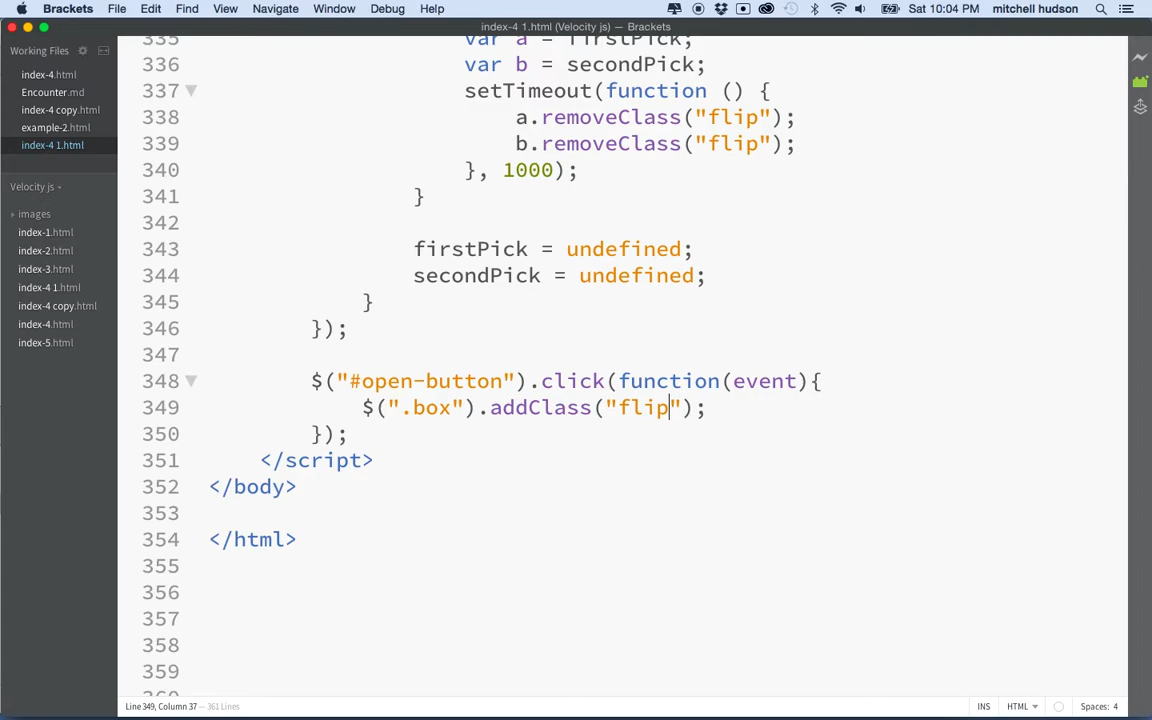 Brackets File Edit Find View Navigate Window Debug Help Sat 10:04 PM mitchell hudson
index-4 1.html (Velocity js) — Brackets
Working Files
index-4.html
Encounter.md
index-4 copy.html
example-2.html
index-4 1.html
Velocity js
images
index-1.html
index-2.html
index-3.html
index-4 1.html
index-4 copy.html
index-4.html
index-5.html
335 var a = firstPick;
336 var b = secondPick;
337 setTimeout(function () {
338 a.removeClass("flip");
339 b.removeClass("flip");
340 }, 1000);
341 }
342
343 firstPick = undefined;
344 secondPick = undefined;
345 }
346 });
347
348 $("#open-button").click(function(event){
349 $(".box").addClass("flip");
350 });
351 </script>
352 </body>
353
354 </html>
355
356
357
358
359
360
Line 349, Column 37 — 361 Lines INS HTML Spaces: 4